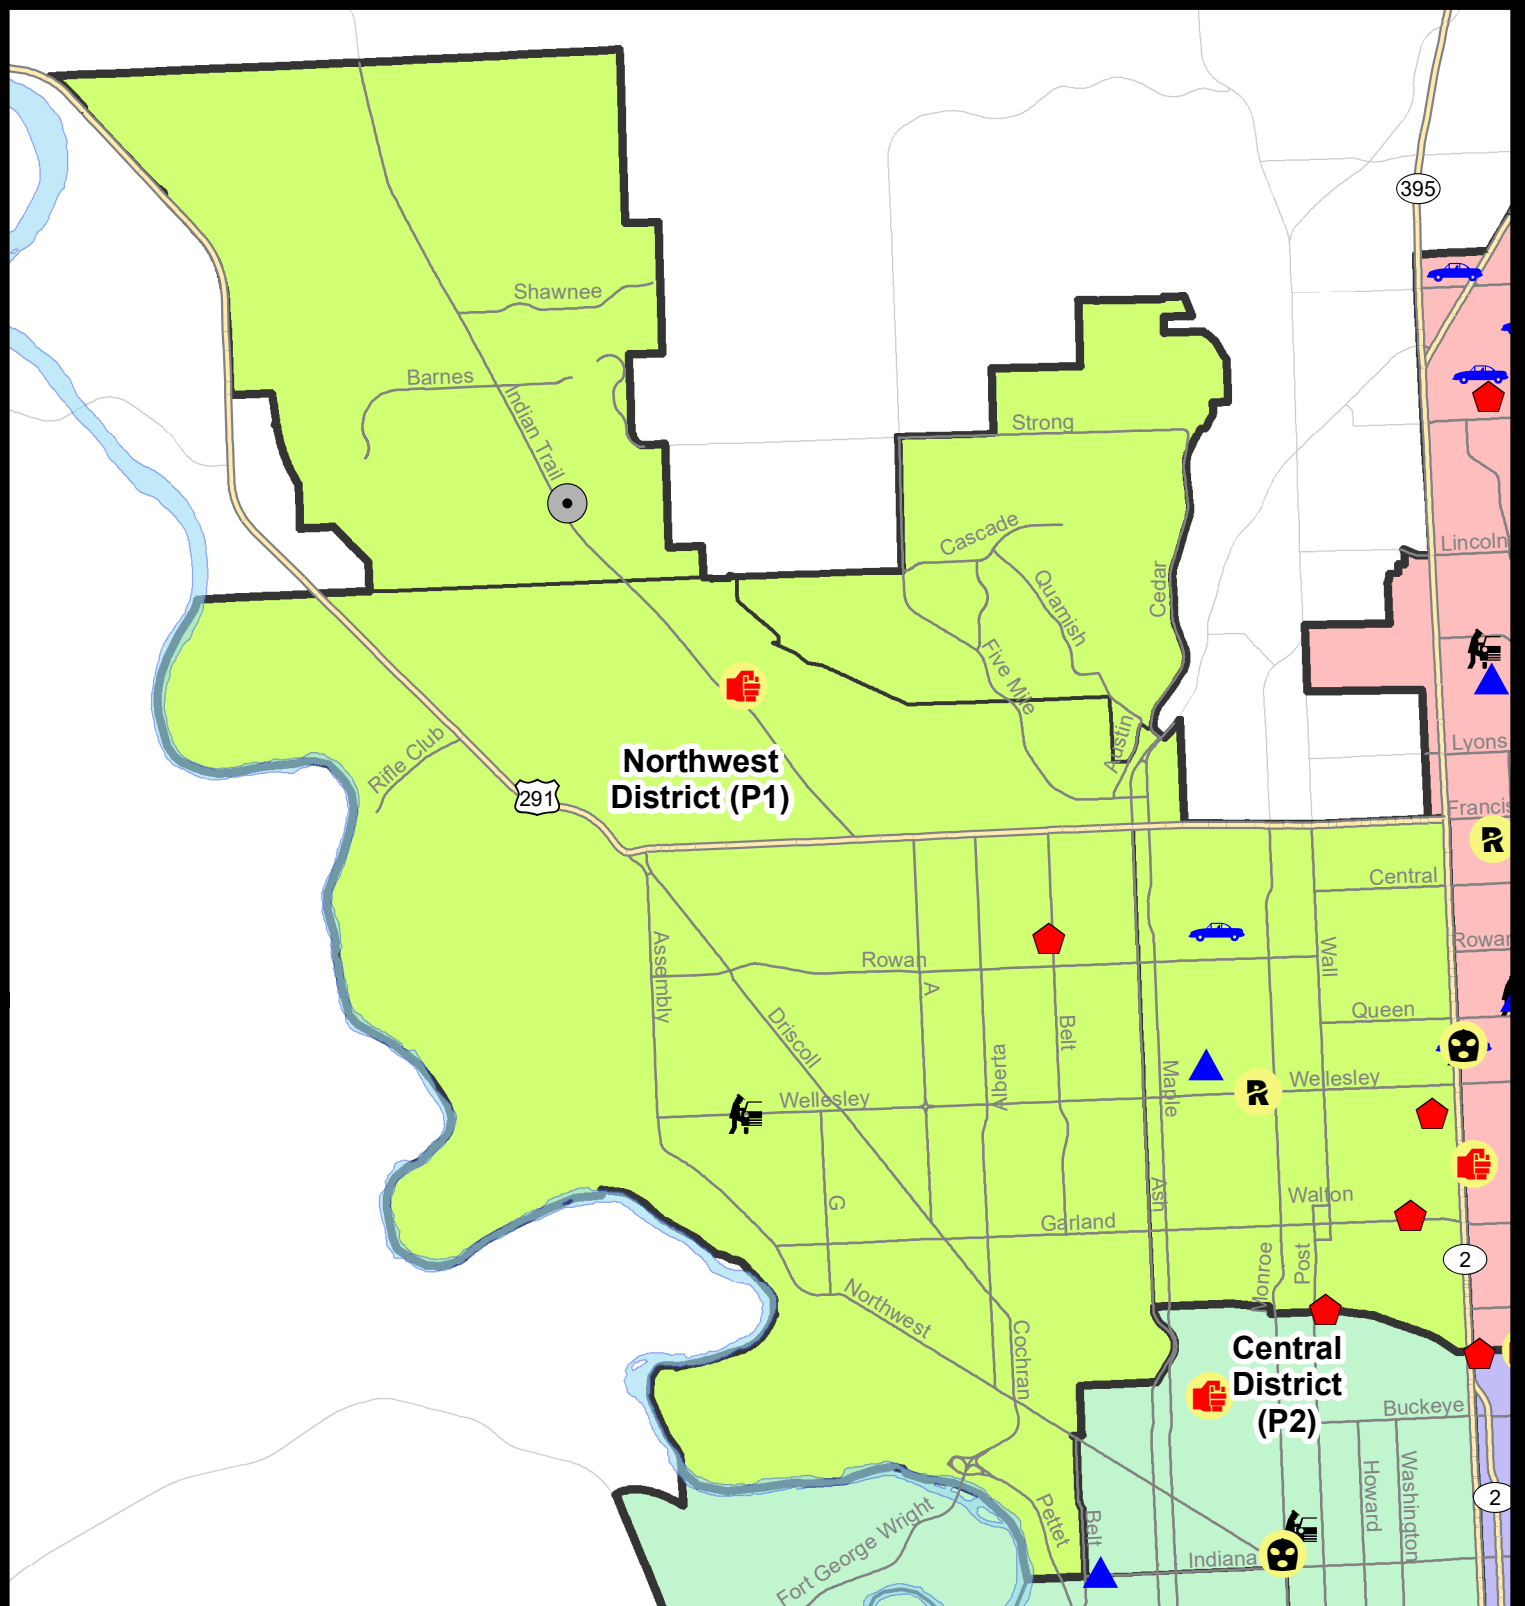 395
Shawnee
Barnes
Indian Trail
Strong
Cascade
Quamish
Cedar
Five Mile
Austin
Lincoln
Lyons
Francis
Rifle Club
291
Northwest
District (P1)
Central
Rowan
Assembly
Rowan
A
Wall
Driscoll
Belt
Queen
Alberta
Maple
R
R
Wellesley
Wellesley
G
Ash
Walton
Garland
Monroe
Post
2
Northwest
Cochran
Central
District
(P2)
Buckeye
Howard
Washington
2
Fort George Wright
Pettet
Belt
Indiana